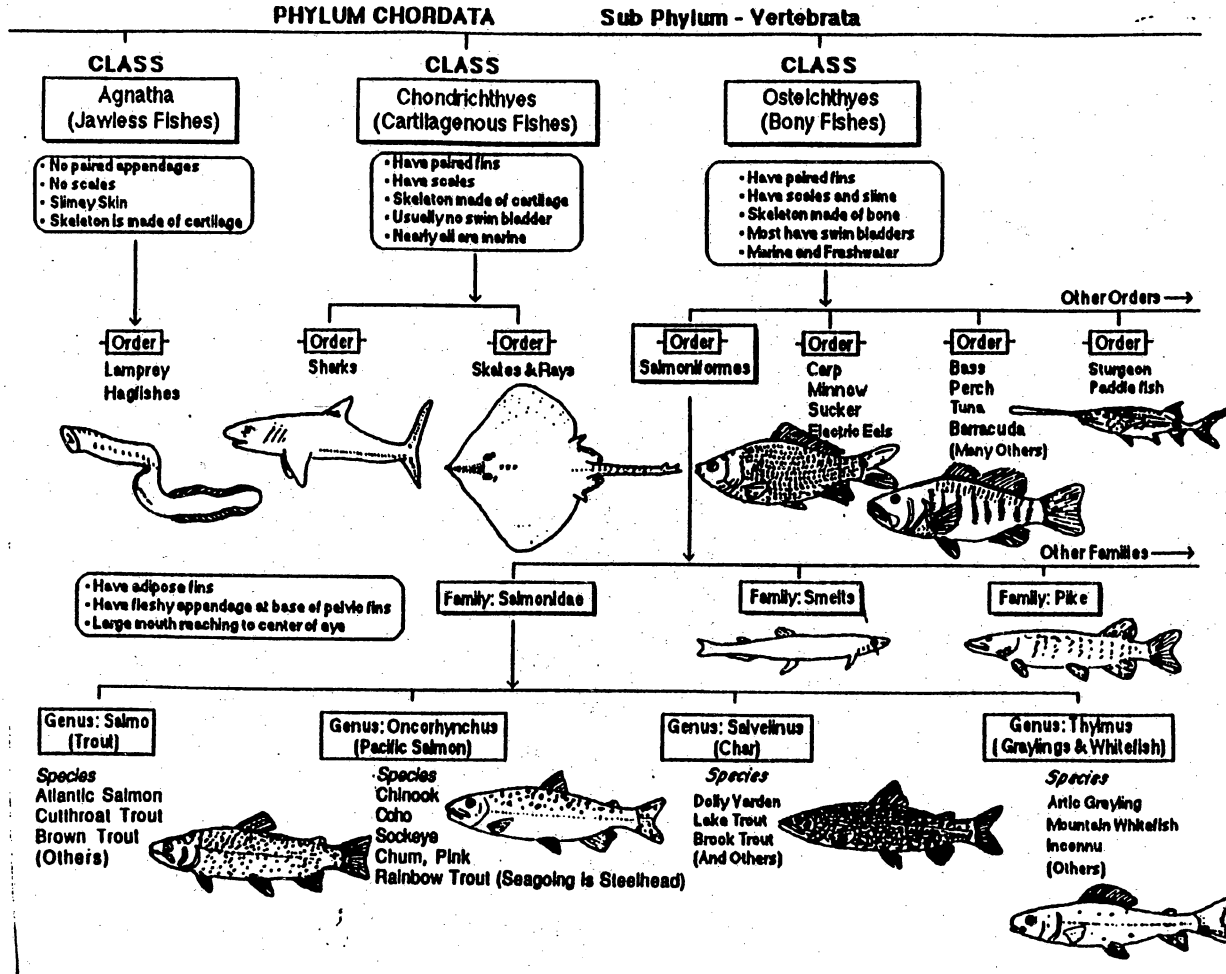 PHYLUM CHORDATA Sub Phylum - Vertebrata
CLASS
Agnatha
(Jawless Fishes)
• No paired appendages
• No scales
• Slimey Skin
• Skeleton is made of cartilage
CLASS
Chondrichthyes
(Cartilagenous Fishes)
• Have paired fins
• Have scales
• Skeleton made of cartilage
• Usually no swim bladder
• Nearly all are marine
CLASS
Osteichthyes
(Bony Fishes)
• Have paired fins
• Have scales and slime
• Skeleton made of bone
• Most have swim bladders
• Marine and Freshwater
Other Orders
Order
Lamprey
Hagfishes
Order
Sharks
Order
Skates & Rays
Order
Salmoniformes
Order
Carp
Minnow
Sucker
Electric Eels
Order
Bass
Perch
Tuna
Barracuda
(Many Others)
Order
Sturgeon
Paddle fish
Other Families
• Have adipose fins
• Have fleshy appendage at base of pelvic fins
• Large mouth reaching to center of eye
Family: Salmonidae
Family: Smelts
Family: Pike
Genus: Salmo
(Trout)
Species
Atlantic Salmon
Cutthroat Trout
Brown Trout
(Others)
Genus: Oncorhynchus
(Pacific Salmon)
Species
Chinook
Coho
Sockeye
Chum, Pink
Rainbow Trout (Seagoing is Steelhead)
Genus: Salvelinus
(Char)
Species
Dolly Varden
Lake Trout
Brook Trout
(And Others)
Genus: Thylmus
(Graylings & Whitefish)
Species
Artic Grayling
Mountain Whitefish
Inconnu
(Others)